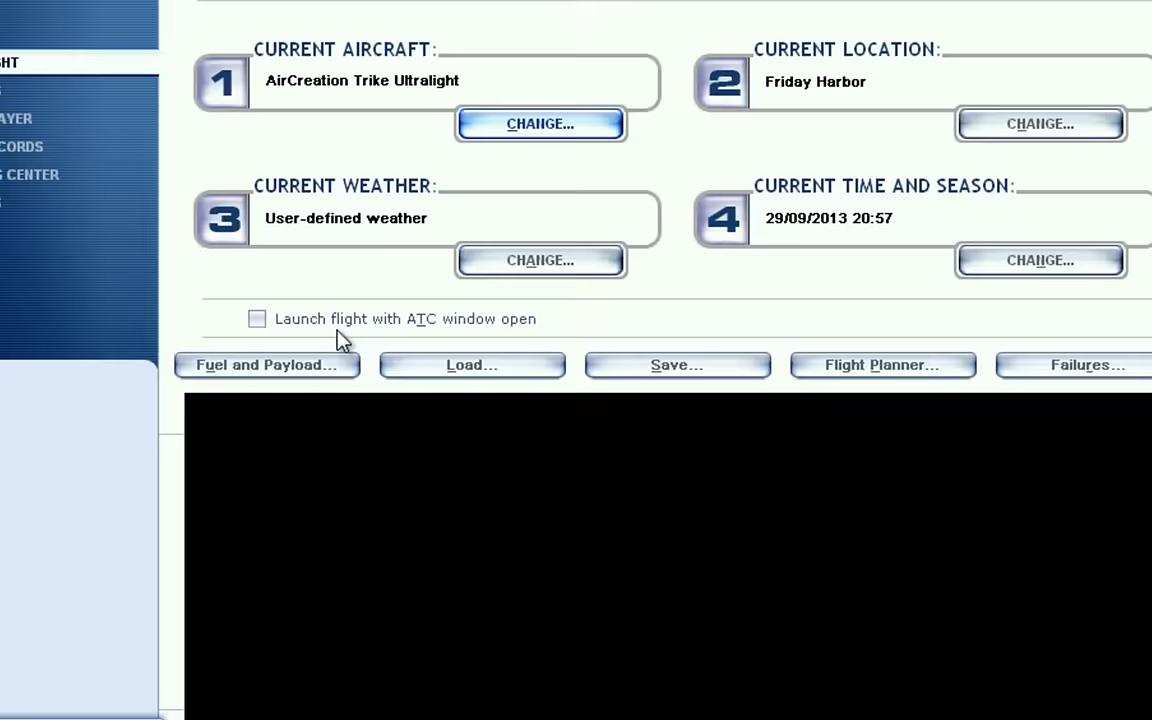 CURRENT AIRCRAFT:
1
AirCreation Trike Ultralight
CHANGE...
CURRENT LOCATION:
2
Friday Harbor
CHANGE...
GHT
AYER
CORDS
G CENTER
CURRENT WEATHER:
3
User-defined weather
CHANGE...
CURRENT TIME AND SEASON:
4
29/09/2013 20:57
CHANGE...
Launch flight with ATC window open
Fuel and Payload...
Load...
Save...
Flight Planner...
Failures...